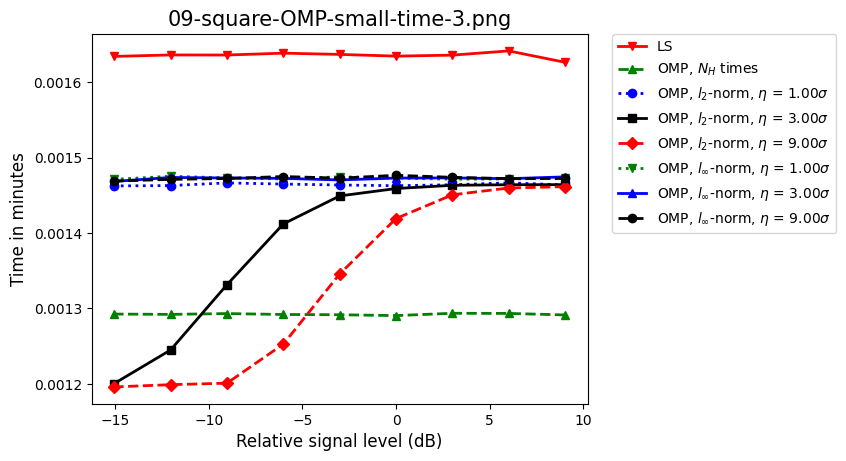 09-square-OMP-small-time-3.png
Time in minutes
0.0016
0.0015
0.0014
0.0013
0.0012
−15
−10
−5
0
5
10
Relative signal level (dB)
LS
OMP, N_H times
OMP, l_2-norm, η = 1.00σ
OMP, l_2-norm, η = 3.00σ
OMP, l_2-norm, η = 9.00σ
OMP, l_∞-norm, η = 1.00σ
OMP, l_∞-norm, η = 3.00σ
OMP, l_∞-norm, η = 9.00σ